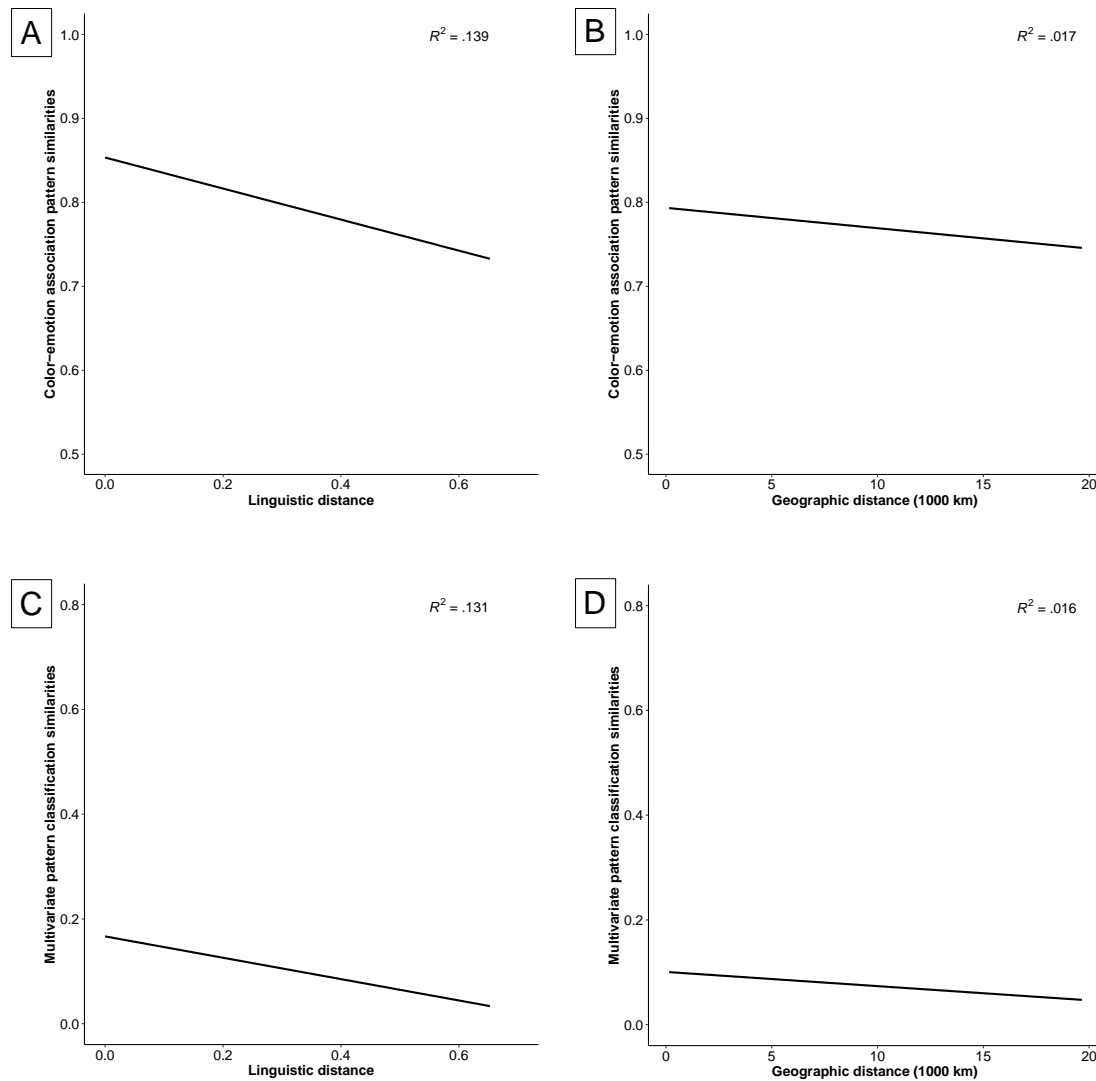 A
R² = .139
Color−emotion association pattern similarities
1.0
0.9
0.8
0.7
0.6
0.5
0.0 0.2 0.4 0.6
Linguistic distance
B
R² = .017
Color−emotion association pattern similarities
1.0
0.9
0.8
0.7
0.6
0.5
0 5 10 15 20
Geographic distance (1000 km)
C
R² = .131
Multivariate pattern classification similarities
0.8
0.6
0.4
0.2
0.0
0.0 0.2 0.4 0.6
Linguistic distance
D
R² = .016
Multivariate pattern classification similarities
0.8
0.6
0.4
0.2
0.0
0 5 10 15 20
Geographic distance (1000 km)